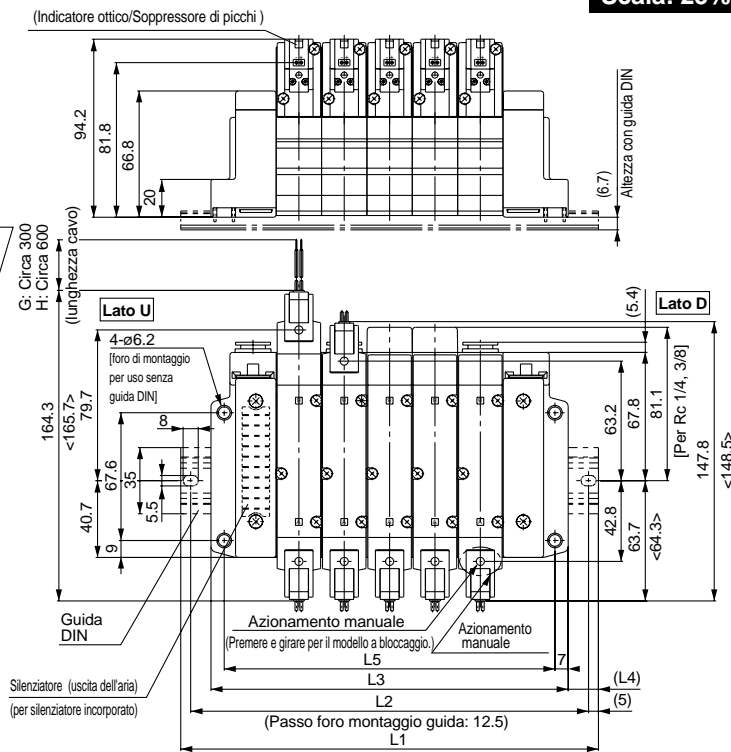 (Indicatore ottico/Soppressore di picchi )
94.2
81.8
66.8
20
(6.7)
Altezza con guida DIN
G: Circa 300
H: Circa 600
(lunghezza cavo)
Lato U
Lato D
(5.4)
4-ø6.2
[foro di montaggio
per uso senza
guida DIN]
164.3
<165.7>
79.7
8
67.6
35
5.5
40.7
9
63.2
67.8
81.1
[Per Rc 1/4, 3/8]
147.8
<148.5>
42.8
63.7
<64.3>
Guida
DIN
Azionamento manuale
(Premere e girare per il modello a bloccaggio.)
Azionamento
manuale
Silenziatore (uscita dell'aria)
(per silenziatore incorporato)
L5
7
L3
(L4)
L2
(5)
(Passo foro montaggio guida: 12.5)
L1